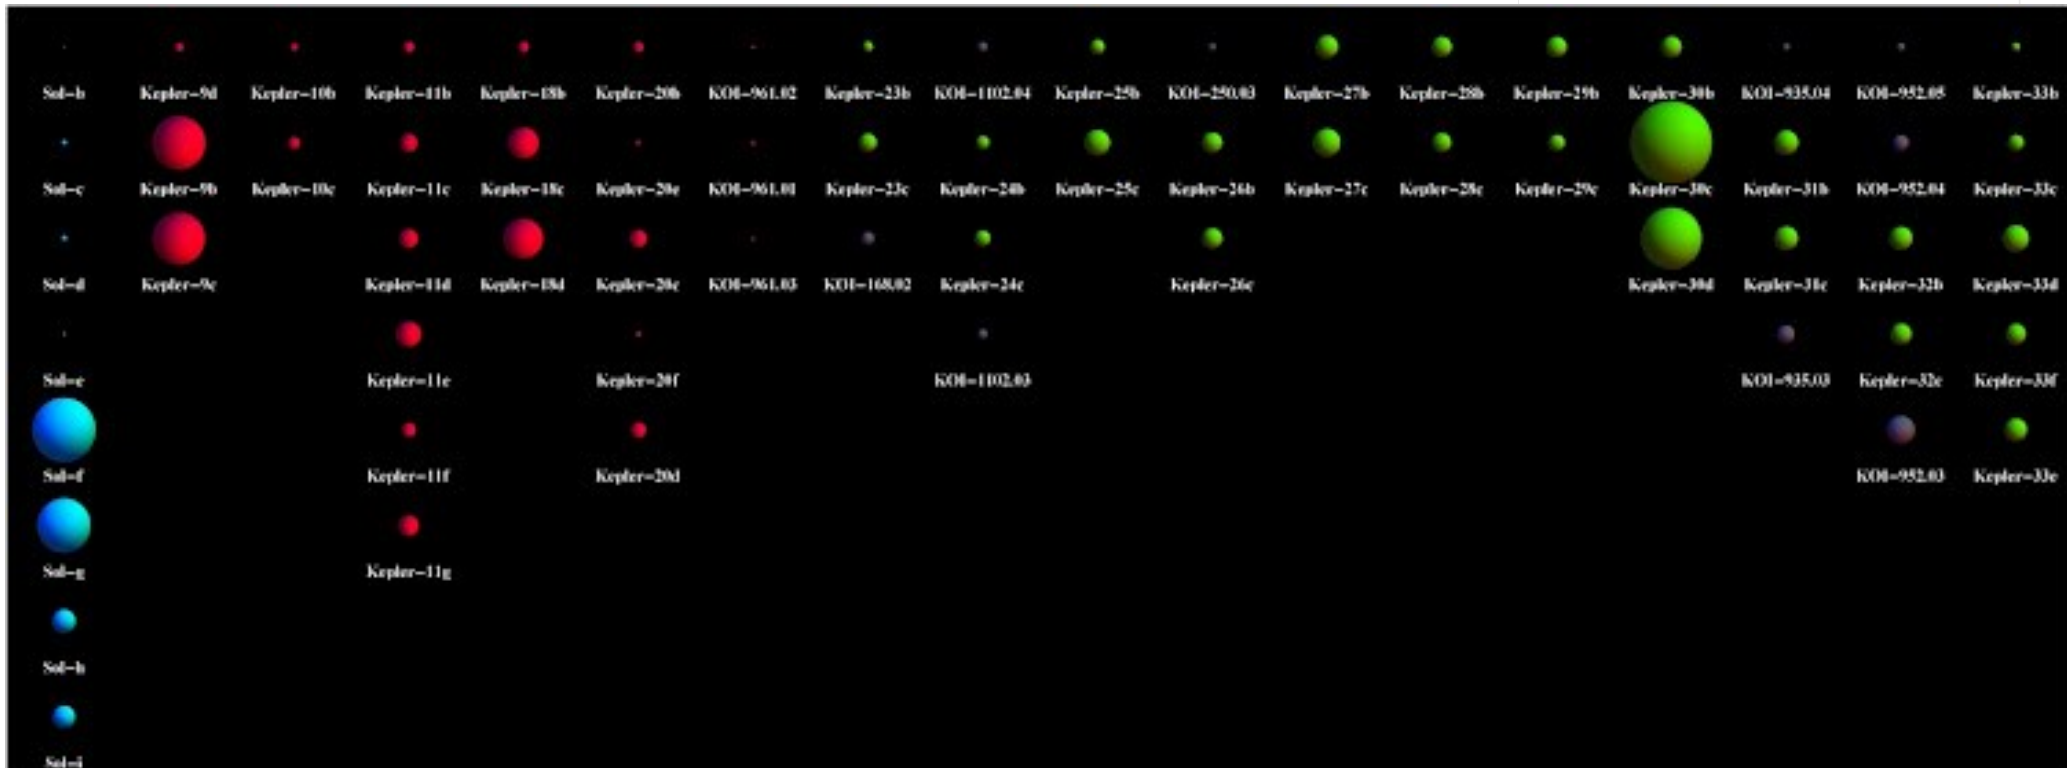 Sol-b Kepler-9d Kepler-10b Kepler-11b Kepler-18b Kepler-20b KOI-961.02 Kepler-23b KOI-1102.04 Kepler-25b KOI-250.03 Kepler-27b Kepler-28b Kepler-29b Kepler-30b KOI-935.04 KOI-952.05 Kepler-33b
Sol-c Kepler-9b Kepler-10c Kepler-11c Kepler-18c Kepler-20e KOI-961.01 Kepler-23c Kepler-24b Kepler-25c Kepler-26b Kepler-27c Kepler-28c Kepler-29c Kepler-30c Kepler-31b KOI-952.04 Kepler-33c
Sol-d Kepler-9c Kepler-11d Kepler-18d Kepler-20c KOI-961.03 KOI-168.02 Kepler-24c Kepler-26c Kepler-30d Kepler-31c Kepler-32b Kepler-33d
Sol-e Kepler-11e Kepler-20f KOI-1102.03 KOI-935.03 Kepler-32c Kepler-33f
Sol-f Kepler-11f Kepler-20d KOI-952.03 Kepler-33e
Sol-g Kepler-11g
Sol-h
Sol-i